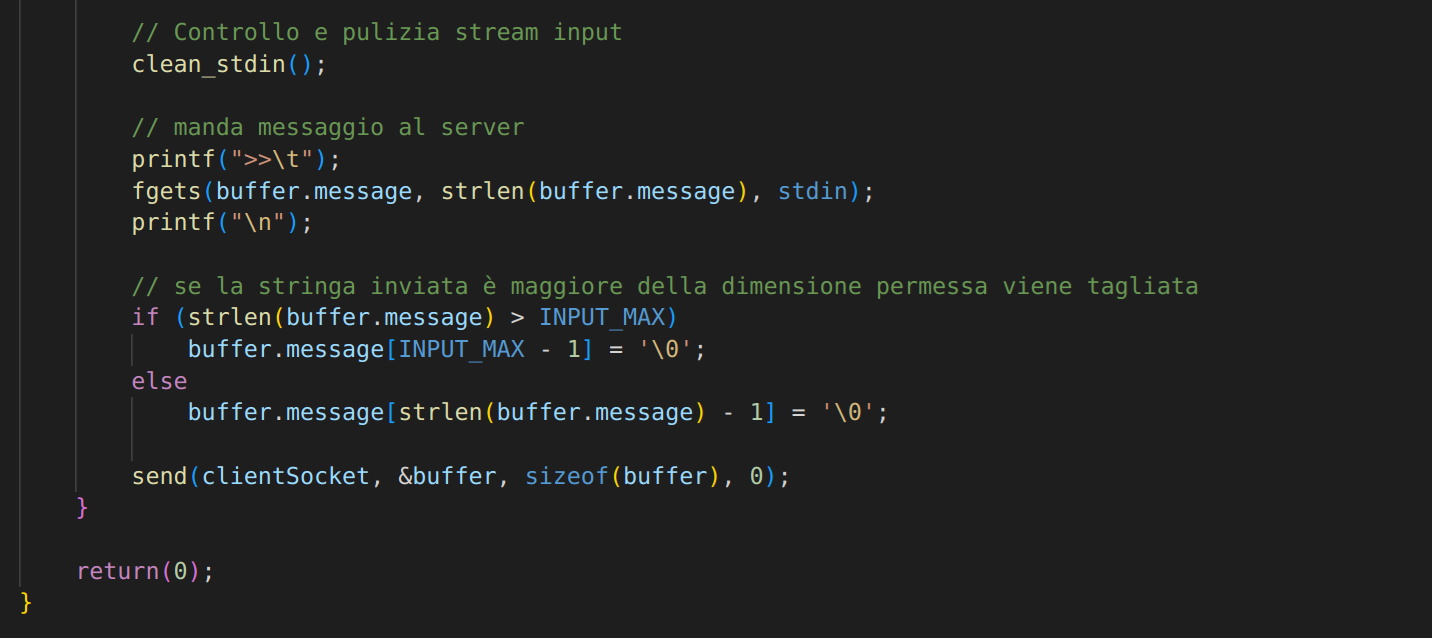 // Controllo e pulizia stream input
clean_stdin();
// manda messaggio al server
printf(">>\t");
fgets(buffer.message, strlen(buffer.message), stdin);
printf("\n");
// se la stringa inviata è maggiore della dimensione permessa viene tagliata
if (strlen(buffer.message) > INPUT_MAX)
buffer.message[INPUT_MAX - 1] = '\0';
else
buffer.message[strlen(buffer.message) - 1] = '\0';
send(clientSocket, &buffer, sizeof(buffer), 0);
}
return(0);
}